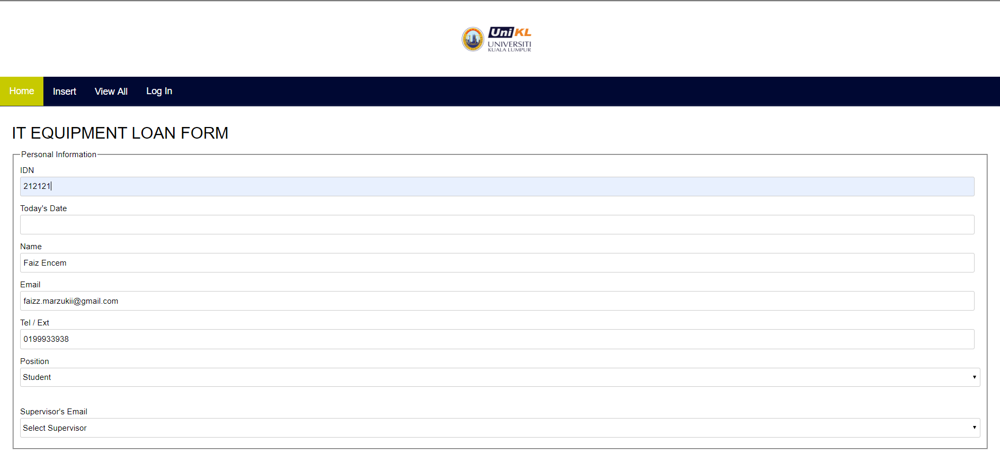 UniKL
UNIVERSITI
KUALA LUMPUR
Home Insert View All Log In
IT EQUIPMENT LOAN FORM
Personal Information
IDN
212121
Today's Date
Name
Faiz Encem
Email
faizz.marzukii@gmail.com
Tel / Ext
0199933938
Position
Student
Supervisor's Email
Select Supervisor